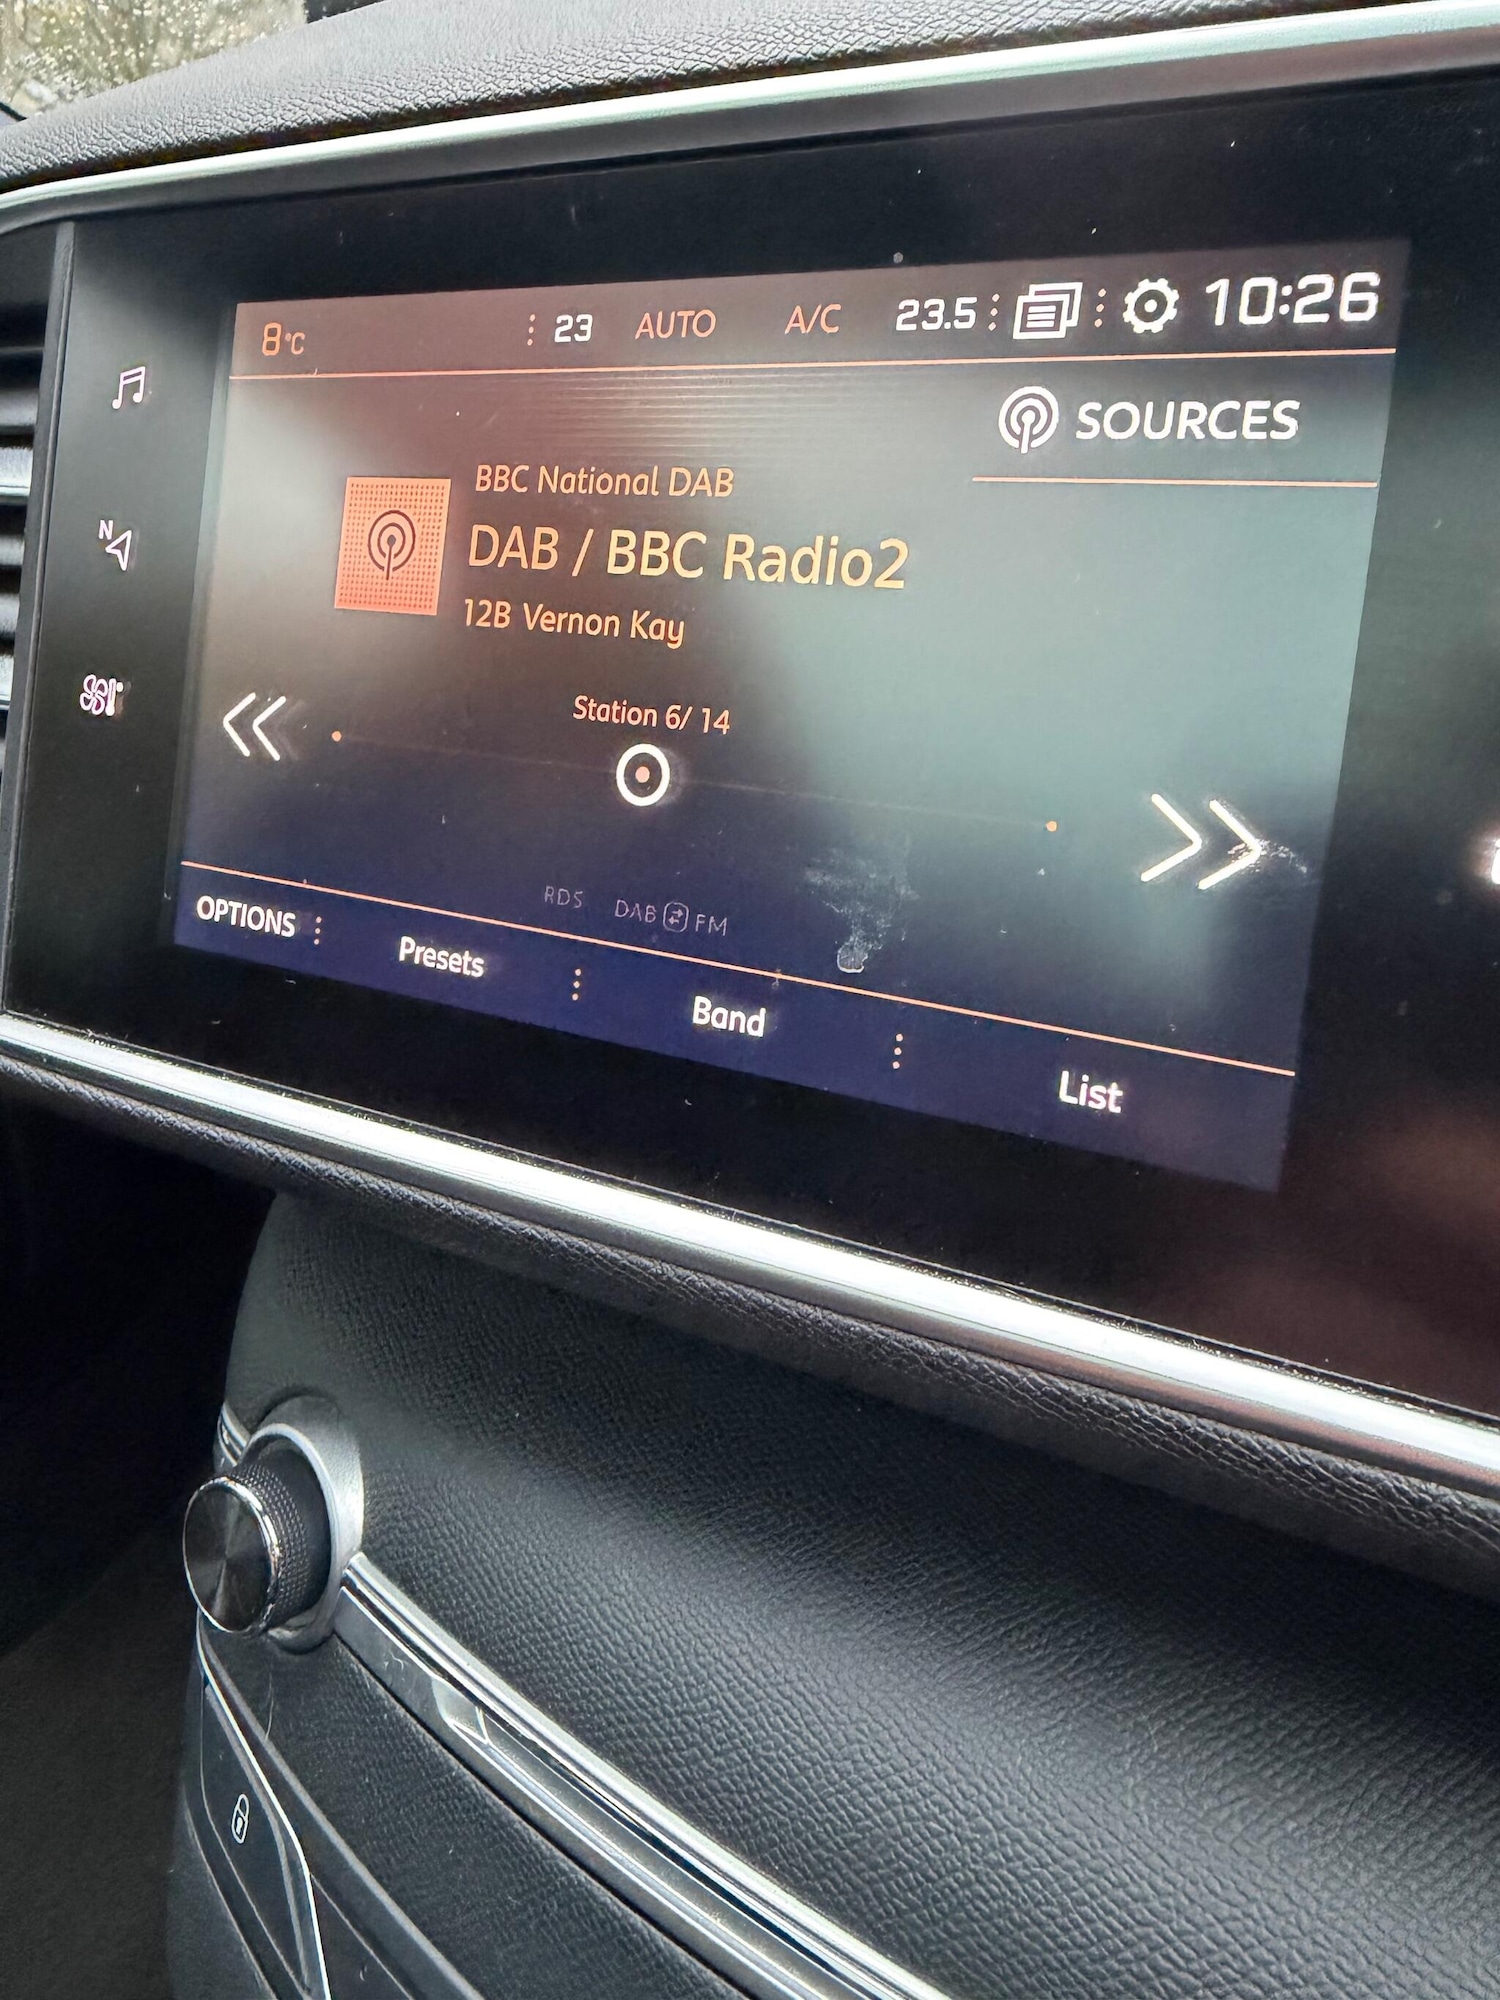 8°C 23 AUTO A/C 23.5 10:26
SOURCES
N
BBC National DAB
DAB / BBC Radio2
12B Vernon Kay
Station 6/ 14
RDS DAB FM
OPTIONS Presets Band List